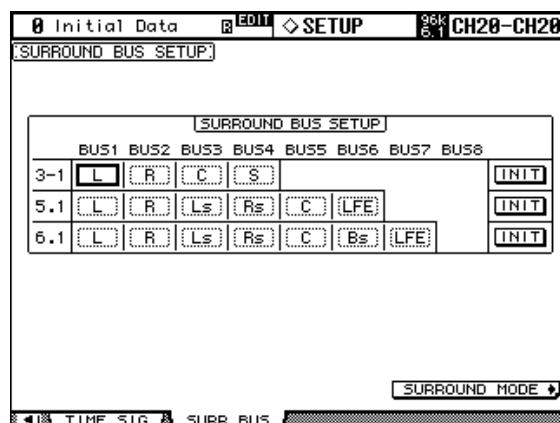 0 Initial Data R EDIT ◇ SETUP 96k 6.1 CH20-CH20
SURROUND BUS SETUP
SURROUND BUS SETUP
BUS1 BUS2 BUS3 BUS4 BUS5 BUS6 BUS7 BUS8
3-1 L R C S INIT
5.1 L R Ls Rs C LFE INIT
6.1 L R Ls Rs C Bs LFE INIT
SURROUND MODE
TIME SIG SURR BUS